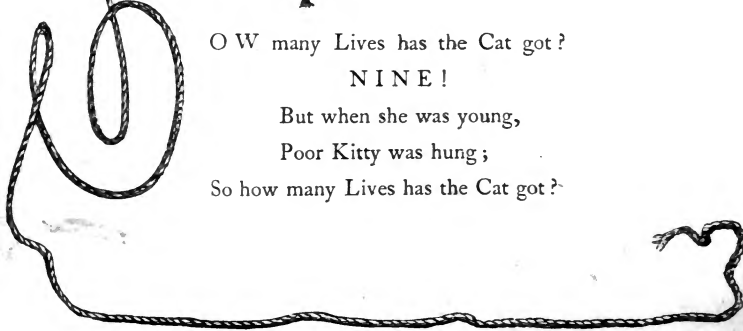 O W many Lives has the Cat got?
NINE!
But when she was young,
Poor Kitty was hung;
So how many Lives has the Cat got?